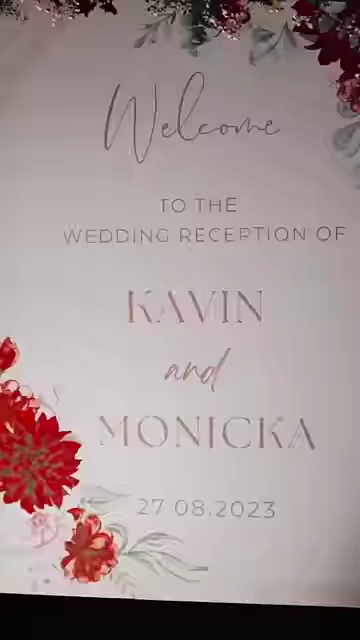 Welcome
TO THE
WEDDING RECEPTION OF
KAVIN
and
MONICKA
27 08.2023